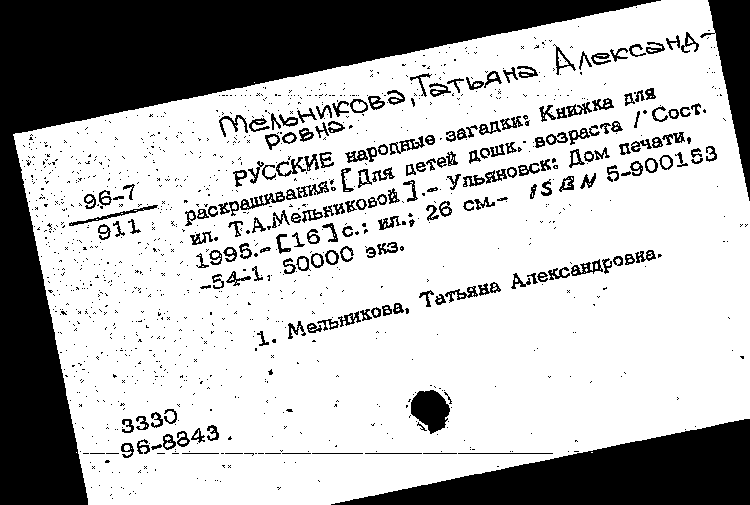 Мельникова, Татьяна Александ-
ровна.
96-7
911
РУССКИЕ народные загадки: Книжка для
раскрашивания: [Для детей дошк. возраста / Сост.
ил. Т.А.Мельниковой].- Ульяновск: Дом печати,
1995.- [16]с.: ил.; 26 см.- ISBN 5-900153
-54-1, 50000 экз.
1. Мельникова, Татьяна Александровна.
3330
96-8843.